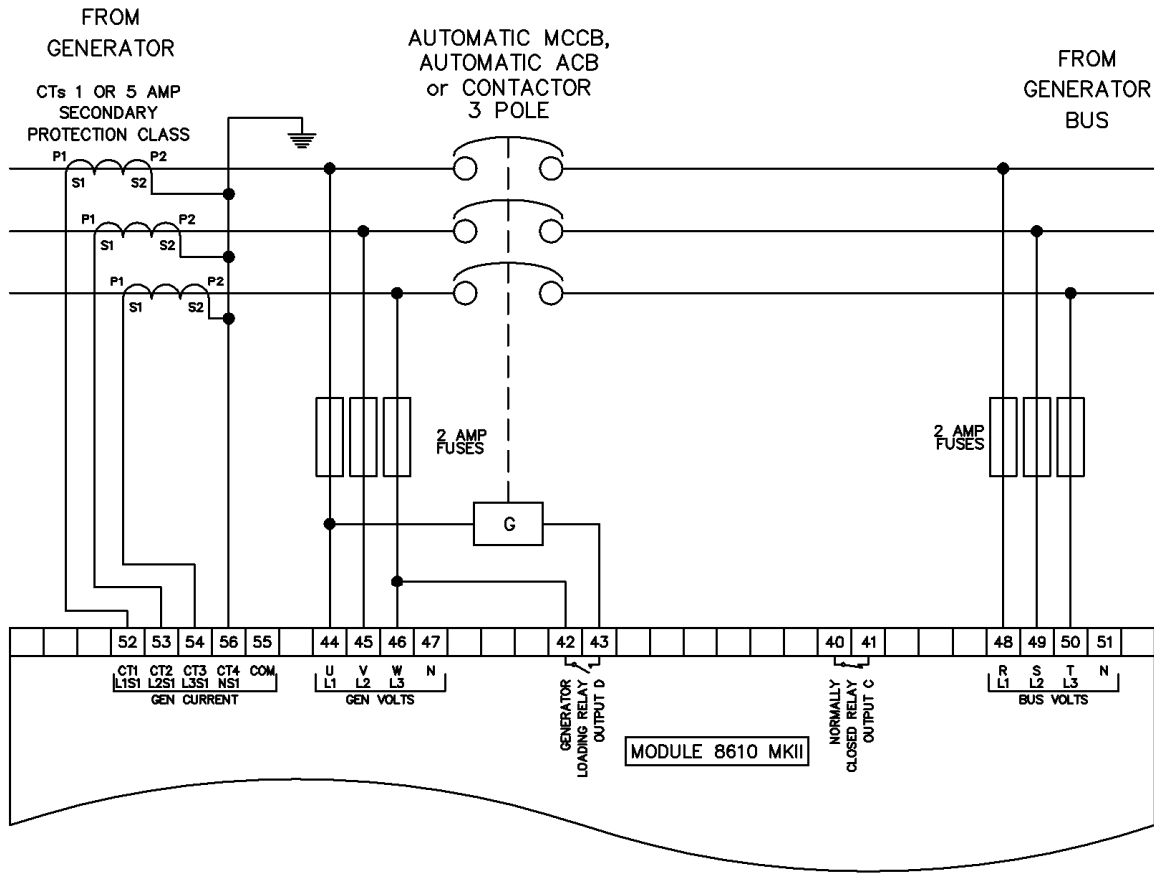 FROM
GENERATOR
CTs 1 OR 5 AMP
SECONDARY
PROTECTION CLASS
AUTOMATIC MCCB,
AUTOMATIC ACB
or CONTACTOR
3 POLE
FROM
GENERATOR
BUS
P1 P2
S1 S2
P1 P2
S1 S2
P1 P2
S1 S2
2 AMP
FUSES
2 AMP
FUSES
G
52 53 54 56 55 44 45 46 47 42 43 40 41 48 49 50 51
CT1 CT2 CT3 CT4 COM
L1S1 L2S1 L3S1 NS1
GEN CURRENT
U V W N
L1 L2 L3
GEN VOLTS
GENERATOR
LOADING RELAY
OUTPUT D
NORMALLY
CLOSED RELAY
OUTPUT C
R S T N
L1 L2 L3
BUS VOLTS
MODULE 8610 MKII